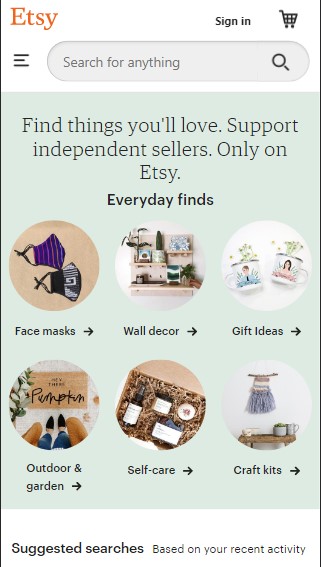 Etsy
Sign in
Search for anything
Find things you'll love. Support
independent sellers. Only on
Etsy.
Everyday finds
Face masks →
Wall decor →
Gift Ideas →
HEY
THERE
Pumpkin
Outdoor &
garden →
Self-care →
Craft kits →
Suggested searches Based on your recent activity